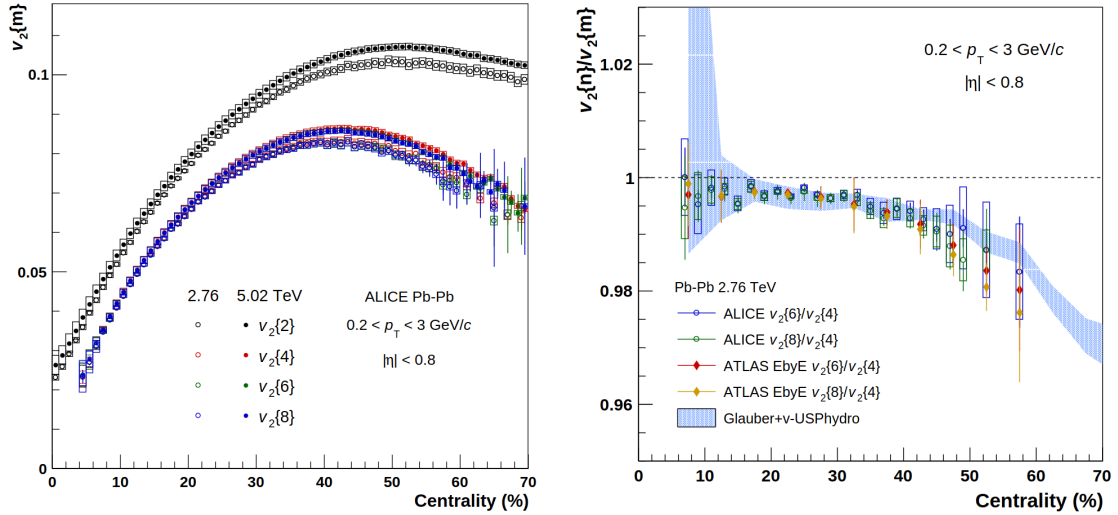 v₂{m}
0.1
0.05
0
0 10 20 30 40 50 60 70
Centrality (%)
2.76 5.02 TeV
v₂{2}
v₂{4}
v₂{6}
v₂{8}
ALICE Pb-Pb
0.2 < p_T < 3 GeV/c
|η| < 0.8
v₂{n}/v₂{4}
1.02
1
0.98
0.96
0 10 20 30 40 50 60 70
Centrality (%)
0.2 < p_T < 3 GeV/c
|η| < 0.8
Pb-Pb 2.76 TeV
ALICE v₂{6}/v₂{4}
ALICE v₂{8}/v₂{4}
ATLAS EbyE v₂{6}/v₂{4}
ATLAS EbyE v₂{8}/v₂{4}
Glauber+v-USPhydro